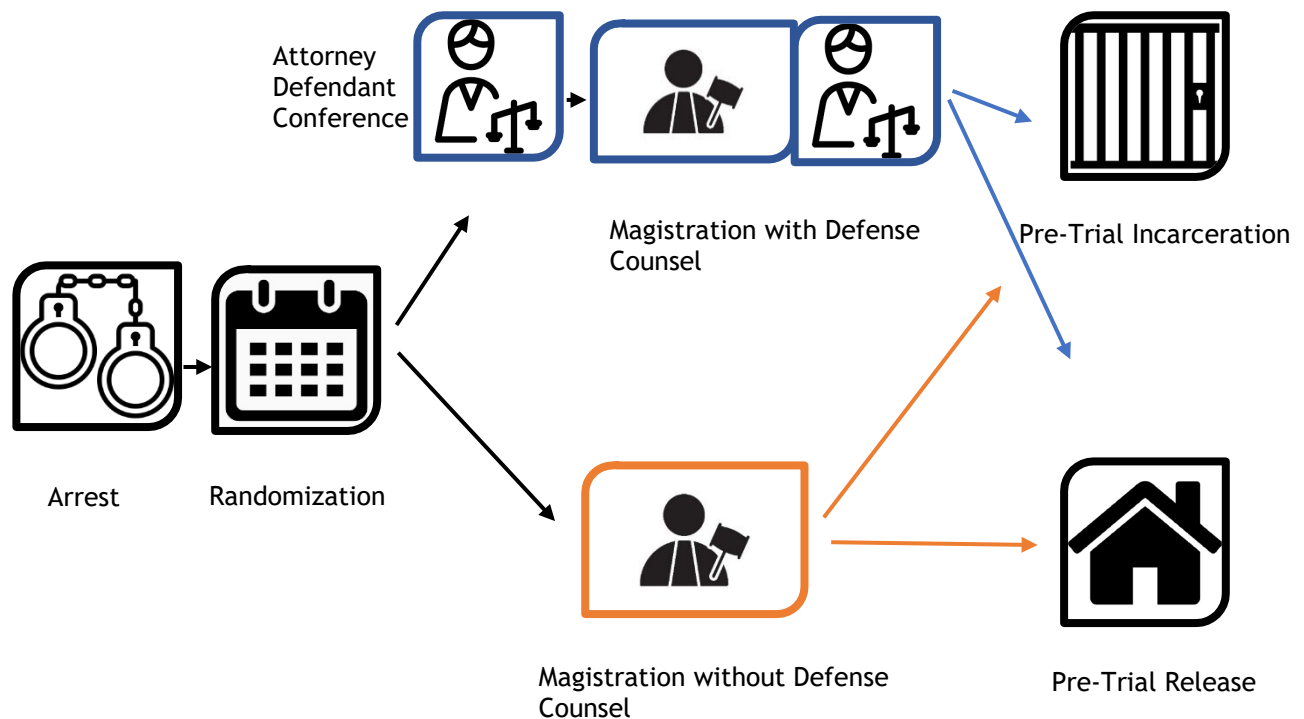 Attorney
Defendant
Conference
Magistration with Defense
Counsel
Pre-Trial Incarceration
Arrest
Randomization
Magistration without Defense
Counsel
Pre-Trial Release